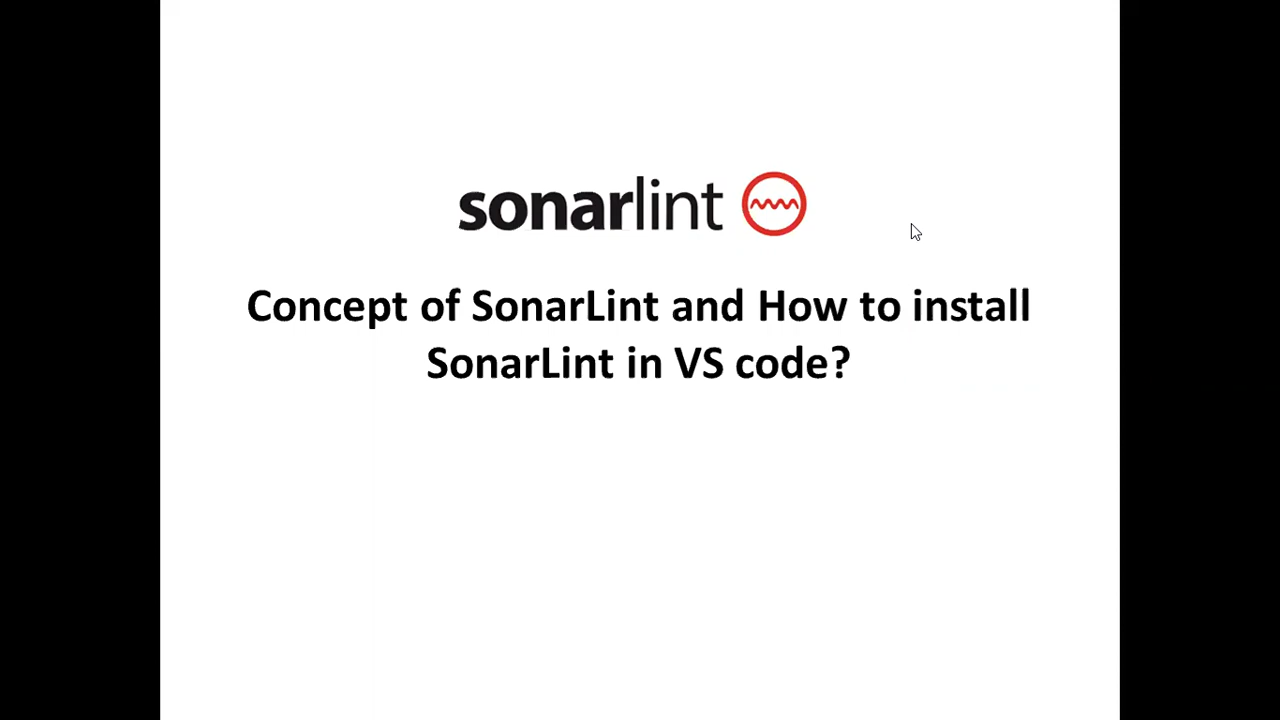 sonarlint
Concept of SonarLint and How to install
SonarLint in VS code?